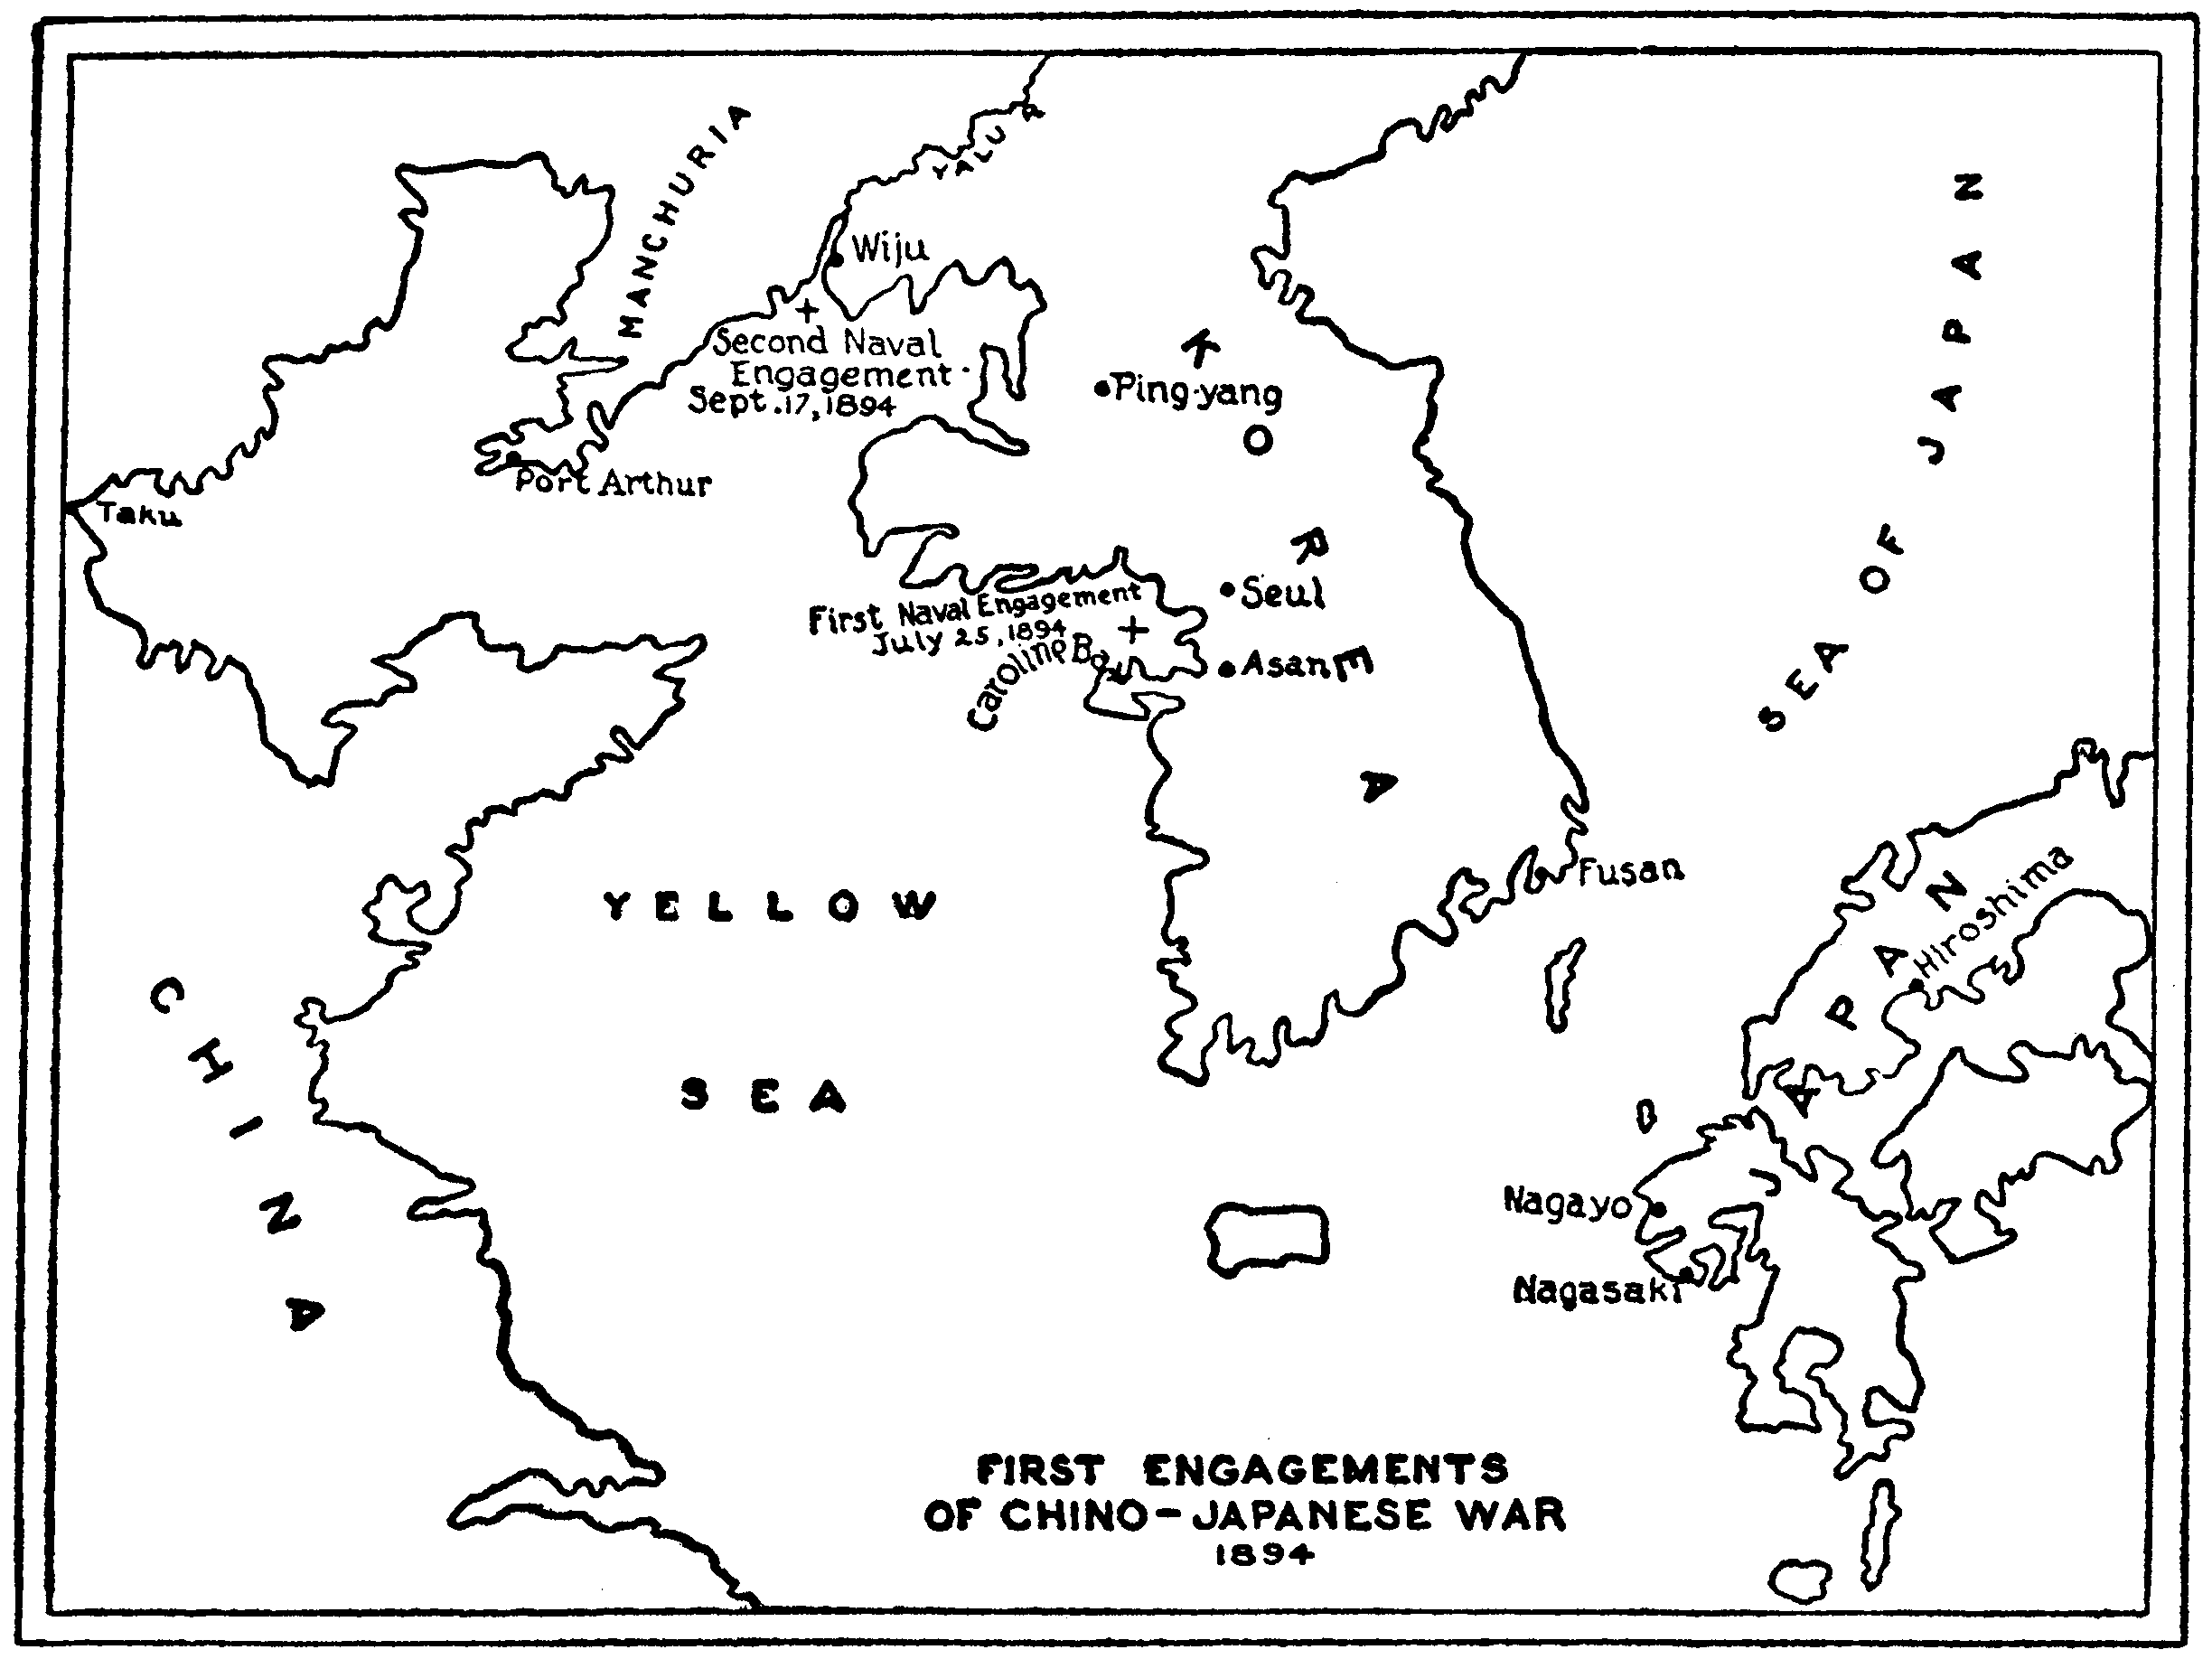 MANCHURIA
YALU R
Wiju
Second Naval
Engagement
Sept.17,1894
Ping-yang
Port Arthur
Taku
KOREA
Seul
First Naval Engagement
July 25,1894
Caroline Bay
Asan
SEA OF JAPAN
Fusan
YELLOW
SEA
CHINA
JAPAN
Hiroshima
Nagayo
Nagasaki
FIRST ENGAGEMENTS
OF CHINO-JAPANESE WAR
1894